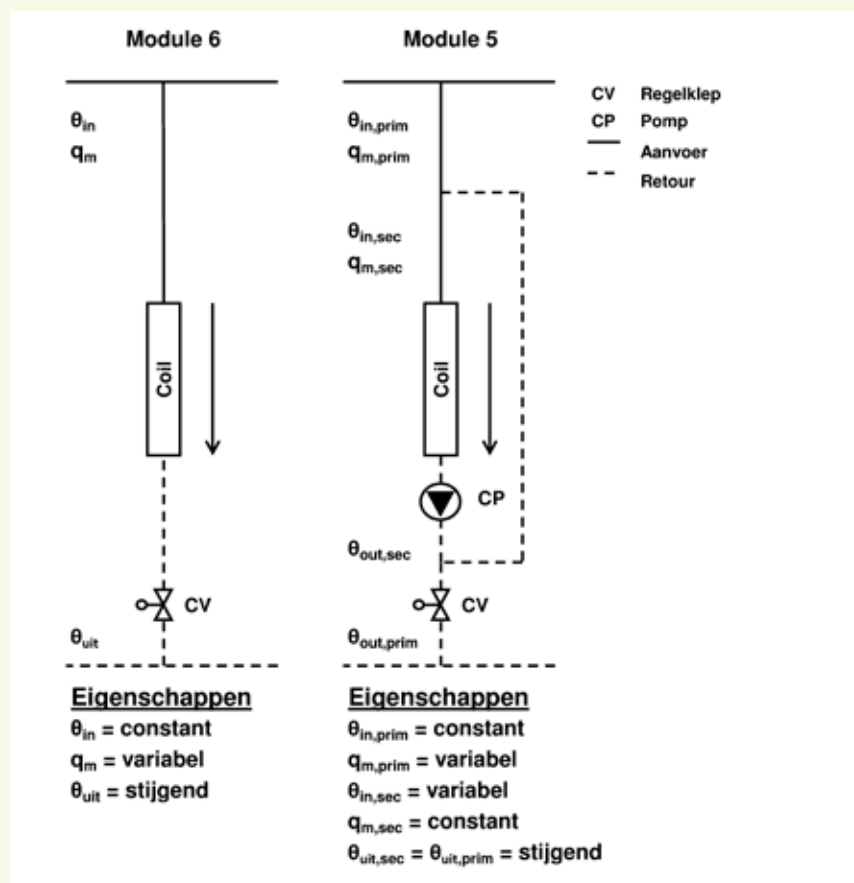 Module 6
θin
qm
Coil
CV
θuit
Eigenschappen
θin = constant
qm = variabel
θuit = stijgend
Module 5
θin,prim
qm,prim
θin,sec
qm,sec
Coil
CP
θout,sec
CV
θout,prim
Eigenschappen
θin,prim = constant
qm,prim = variabel
θin,sec = variabel
qm,sec = constant
θuit,sec = θuit,prim = stijgend
CV Regelklep
CP Pomp
Aanvoer
Retour